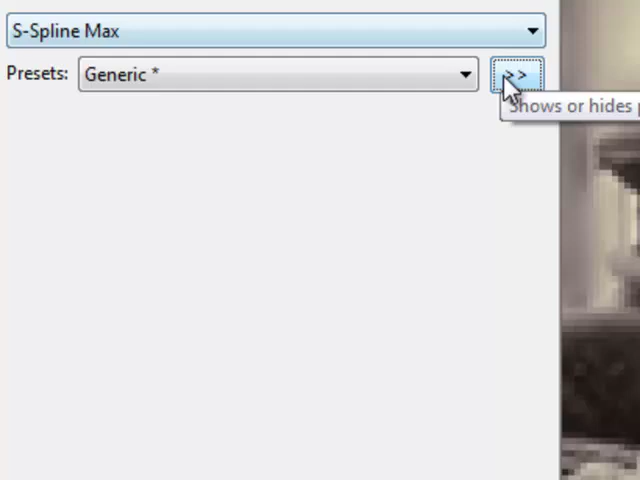 S-Spline Max
Presets: Generic * >>
Shows or hides